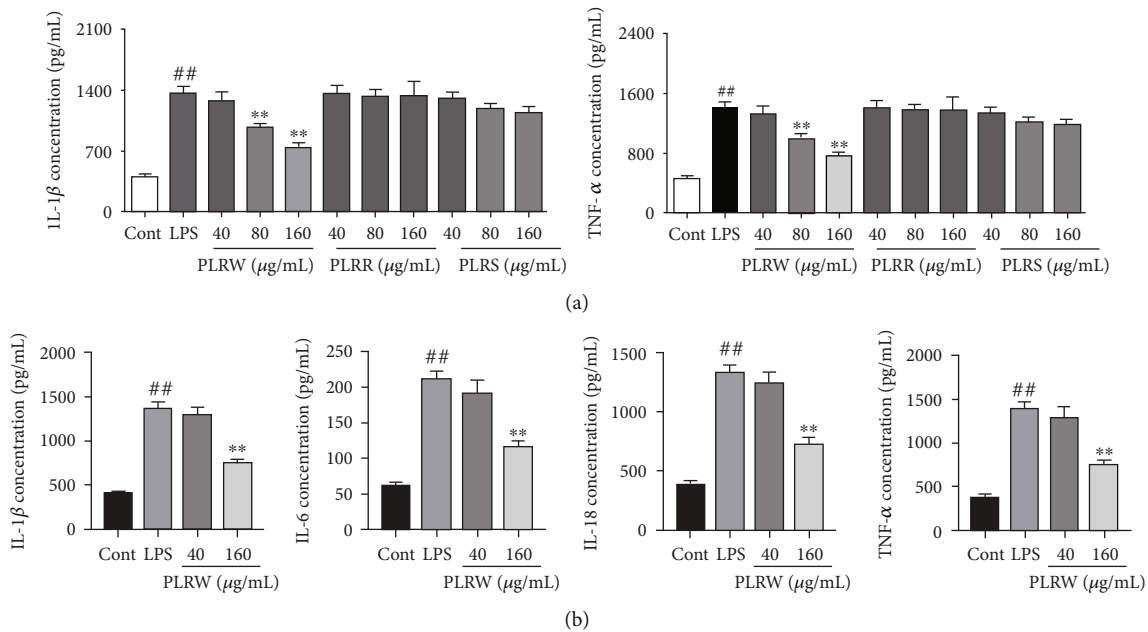 1L-1β concentration (pg/mL)
2100
1400
700
0
##
**
**
Cont LPS 40 80 160 40 80 160 40 80 160
PLRW (μg/mL) PLRR (μg/mL) PLRS (μg/mL)
TNF- α concentration (pg/mL)
2400
1600
800
0
##
**
**
Cont LPS 40 80 160 40 80 160 40 80 160
PLRW (μg/mL) PLRR (μg/mL) PLRS (μg/mL)
(a)
IL-1β concentration (pg/mL)
2000
1500
1000
500
0
##
**
Cont LPS 40 160
PLRW (μg/mL)
IL-6 concentration (pg/mL)
250
200
150
100
50
0
##
**
Cont LPS 40 160
PLRW (μg/mL)
IL-18 concentration (pg/mL)
1500
1000
500
0
##
**
Cont LPS 40 160
PLRW (μg/mL)
TNF-α concentration (pg/mL)
2000
1500
1000
500
0
##
**
Cont LPS 40 160
PLRW (μg/mL)
(b)